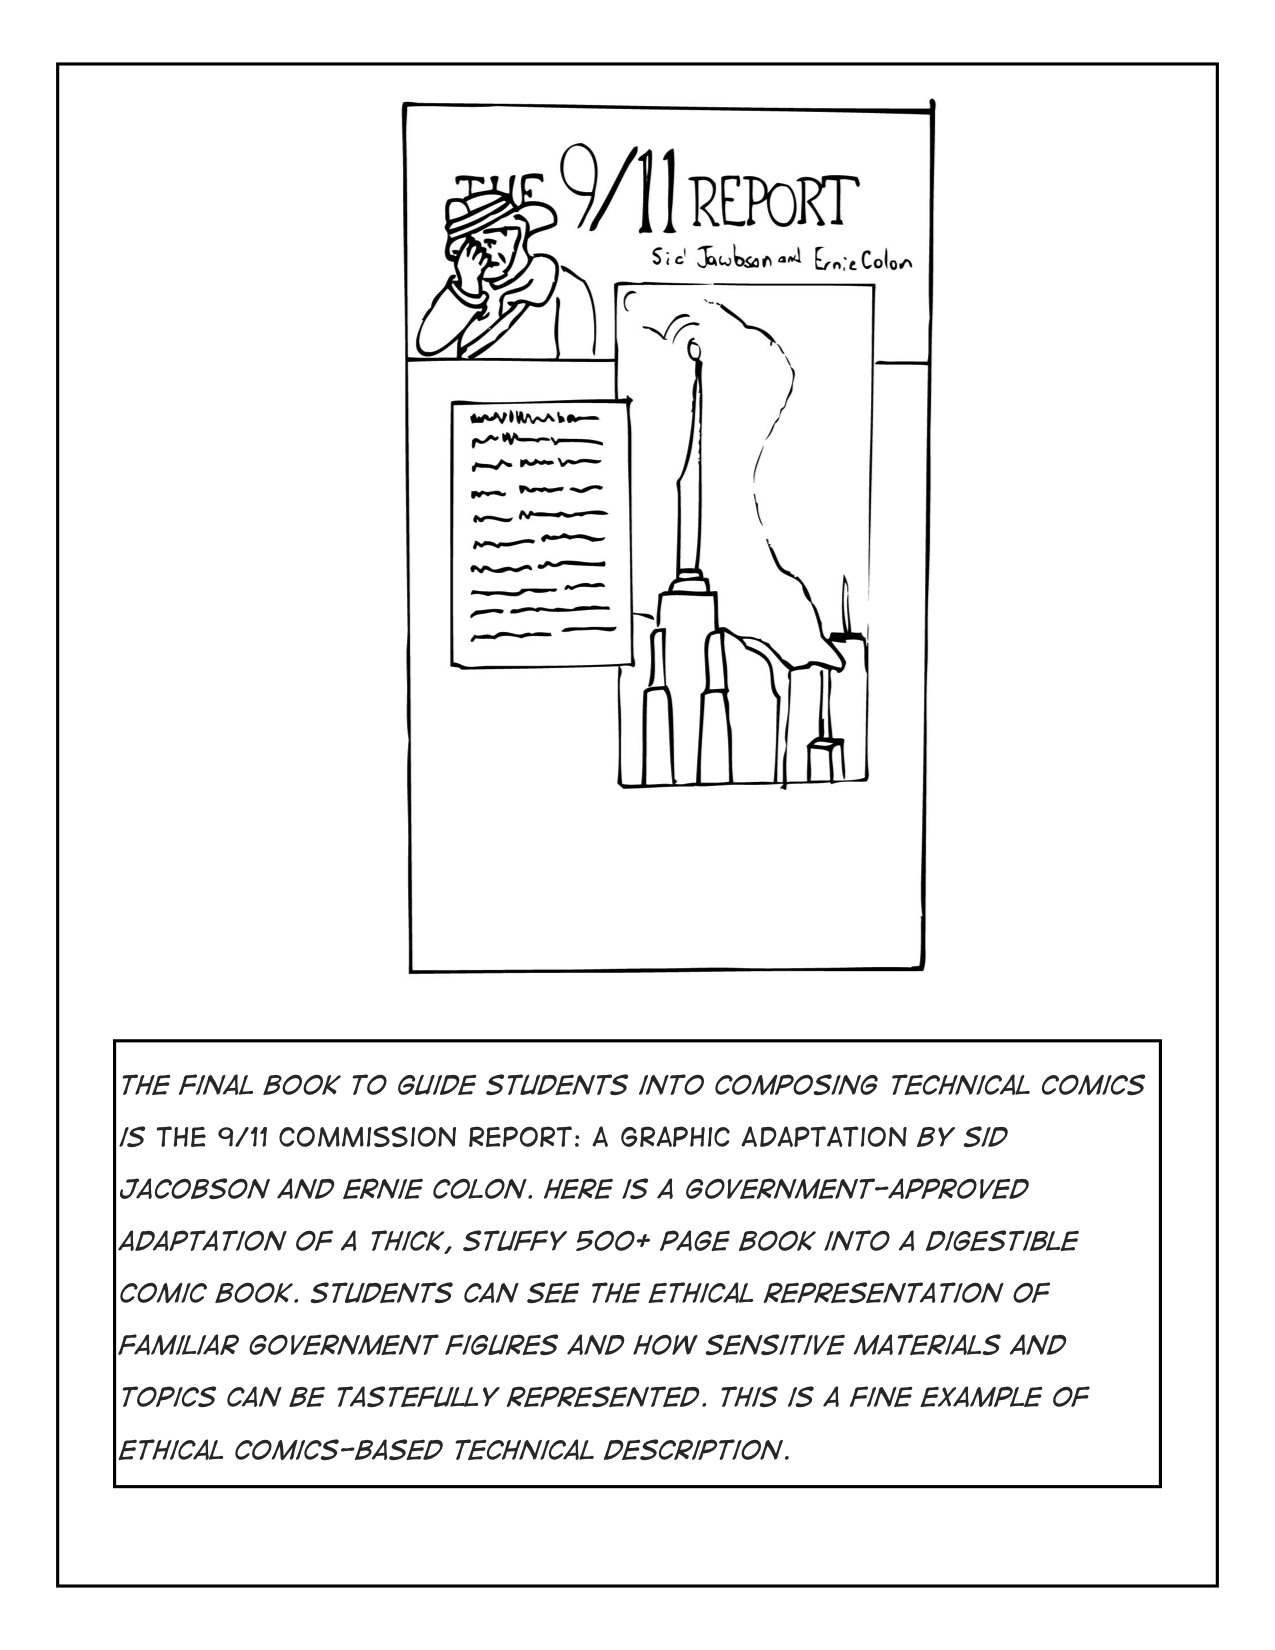 THE 9/11 REPORT
Sid Jacobson and Ernie Colon
THE FINAL BOOK TO GUIDE STUDENTS INTO COMPOSING TECHNICAL COMICS
IS THE 9/11 COMMISSION REPORT: A GRAPHIC ADAPTATION BY SID
JACOBSON AND ERNIE COLON. HERE IS A GOVERNMENT-APPROVED
ADAPTATION OF A THICK, STUFFY 500+ PAGE BOOK INTO A DIGESTIBLE
COMIC BOOK. STUDENTS CAN SEE THE ETHICAL REPRESENTATION OF
FAMILIAR GOVERNMENT FIGURES AND HOW SENSITIVE MATERIALS AND
TOPICS CAN BE TASTEFULLY REPRESENTED. THIS IS A FINE EXAMPLE OF
ETHICAL COMICS-BASED TECHNICAL DESCRIPTION.